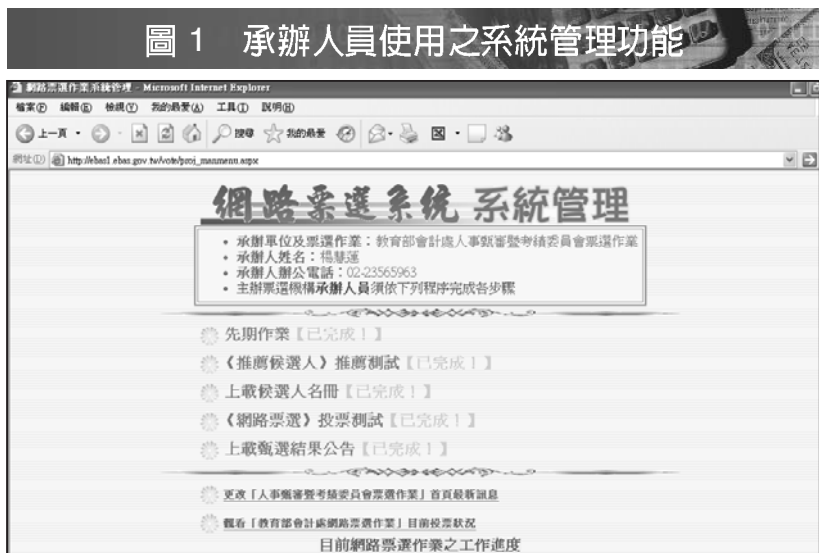 圖 1 承辦人員使用之系統管理功能
網路票選作業系統管理 - Microsoft Internet Explorer
檔案(F) 編輯(E) 檢視(V) 我的最愛(A) 工具(T) 說明(H)
上一頁 搜尋 我的最愛
網址(D) http://ebas1.ebas.gov.tw/vote/proj_manmenu.aspx
網路票選系統 系統管理
• 承辦單位及票選作業：教育部會計處人事甄審暨考績委員會票選作業
• 承辦人姓名：楊慧蓮
• 承辦人辦公電話：02-23565963
• 主辦票選機構承辦人員須依下列程序完成各步驟
先期作業【已完成！】
《推薦候選人》推薦測試【已完成！】
上載候選人名冊【已完成！】
《網路票選》投票測試【已完成！】
上載甄選結果公告【已完成！】
更改「人事甄審暨考績委員會票選作業」首頁最新訊息
觀看「教育部會計處網路票選作業」目前投票狀況
目前網路票選作業之工作進度